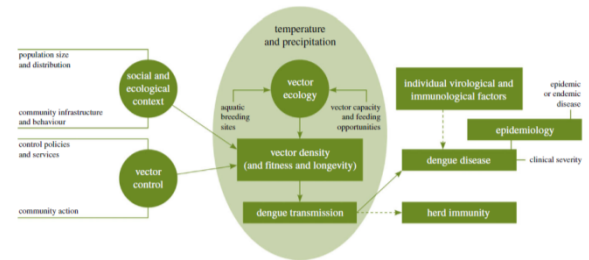 temperature
and precipitation
population size
and distribution
social and
ecological
context
community infrastructure
and behaviour
vector
ecology
aquatic
breeding
sites
vector capacity
and feeding
opportunities
individual virological and
immunological factors
epidemic
or endemic
disease
epidemiology
control policies
and services
vector
control
community action
vector density
(and fitness and longevity)
dengue disease
clinical severity
dengue transmission
herd immunity